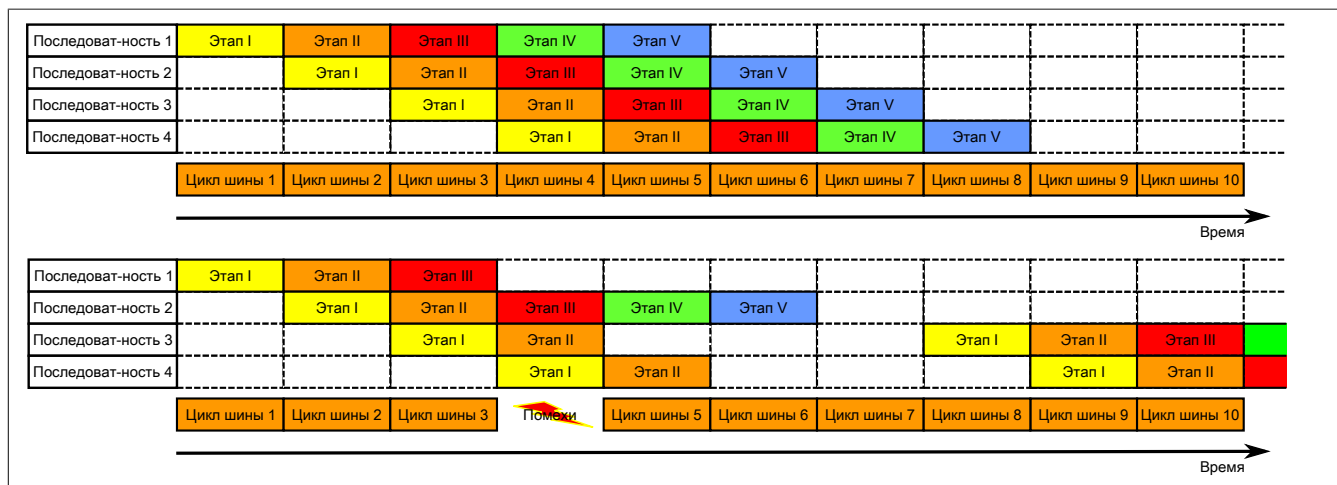 Последоват-ность 1 Этап I Этап II Этап III Этап IV Этап V
Последоват-ность 2 Этап I Этап II Этап III Этап IV Этап V
Последоват-ность 3 Этап I Этап II Этап III Этап IV Этап V
Последоват-ность 4 Этап I Этап II Этап III Этап IV Этап V
Цикл шины 1 Цикл шины 2 Цикл шины 3 Цикл шины 4 Цикл шины 5 Цикл шины 6 Цикл шины 7 Цикл шины 8 Цикл шины 9 Цикл шины 10
Время
Последоват-ность 1 Этап I Этап II Этап III
Последоват-ность 2 Этап I Этап II Этап III Этап IV Этап V
Последоват-ность 3 Этап I Этап II Этап I Этап II Этап III
Последоват-ность 4 Этап I Этап II Этап I Этап II
Цикл шины 1 Цикл шины 2 Цикл шины 3 Помехи Цикл шины 5 Цикл шины 6 Цикл шины 7 Цикл шины 8 Цикл шины 9 Цикл шины 10
Время